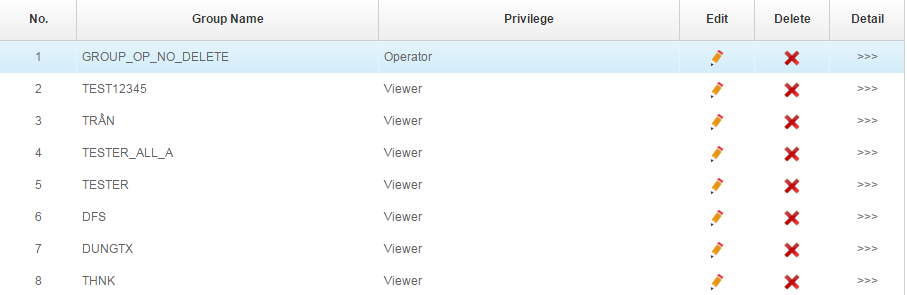 No. Group Name Privilege Edit Delete Detail
1 GROUP_OP_NO_DELETE Operator >>>
2 TEST12345 Viewer >>>
3 TRẦN Viewer >>>
4 TESTER_ALL_A Viewer >>>
5 TESTER Viewer >>>
6 DFS Viewer >>>
7 DUNGTX Viewer >>>
8 THNK Viewer >>>